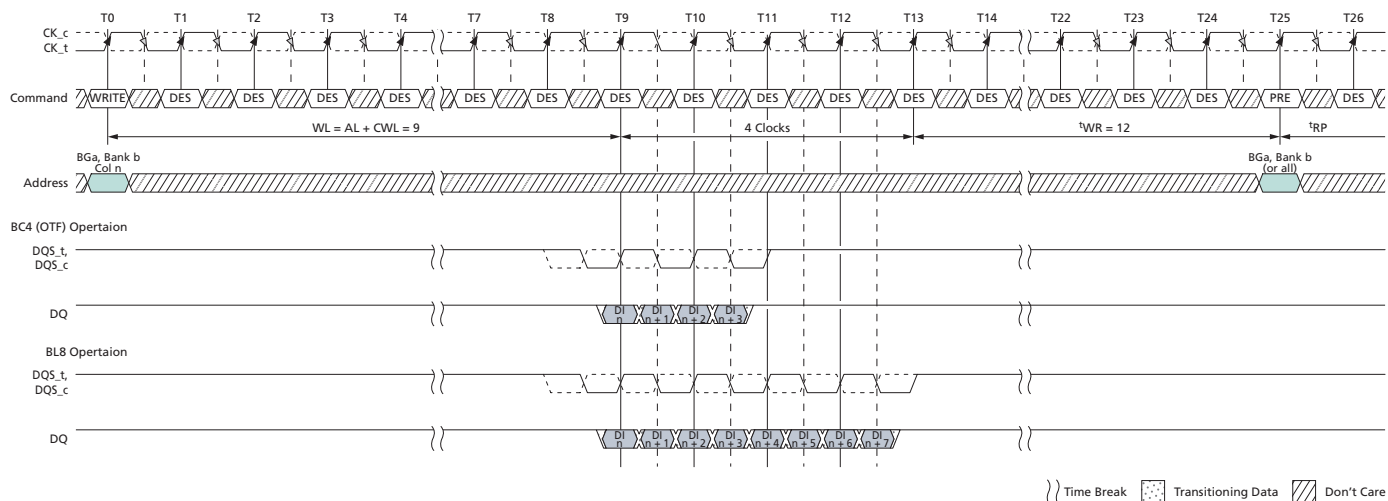 T0 T1 T2 T3 T4 T7 T8 T9 T10 T11 T12 T13 T14 T22 T23 T24 T25 T26
CK_c
CK_t
Command WRITE DES DES DES DES DES DES DES DES DES DES DES DES DES DES DES PRE DES
WL = AL + CWL = 9 4 Clocks tWR = 12 tRP
BGa, Bank b
Col n
BGa, Bank b
(or all)
Address
BC4 (OTF) Opertaion
DQS_t,
DQS_c
DQ
DI n DI n + 1 DI n + 2 DI n + 3
BL8 Opertaion
DQS_t,
DQS_c
DQ
DI n DI n + 1 DI n + 2 DI n + 3 DI n + 4 DI n + 5 DI n + 6 DI n + 7
Time Break Transitioning Data Don't Care